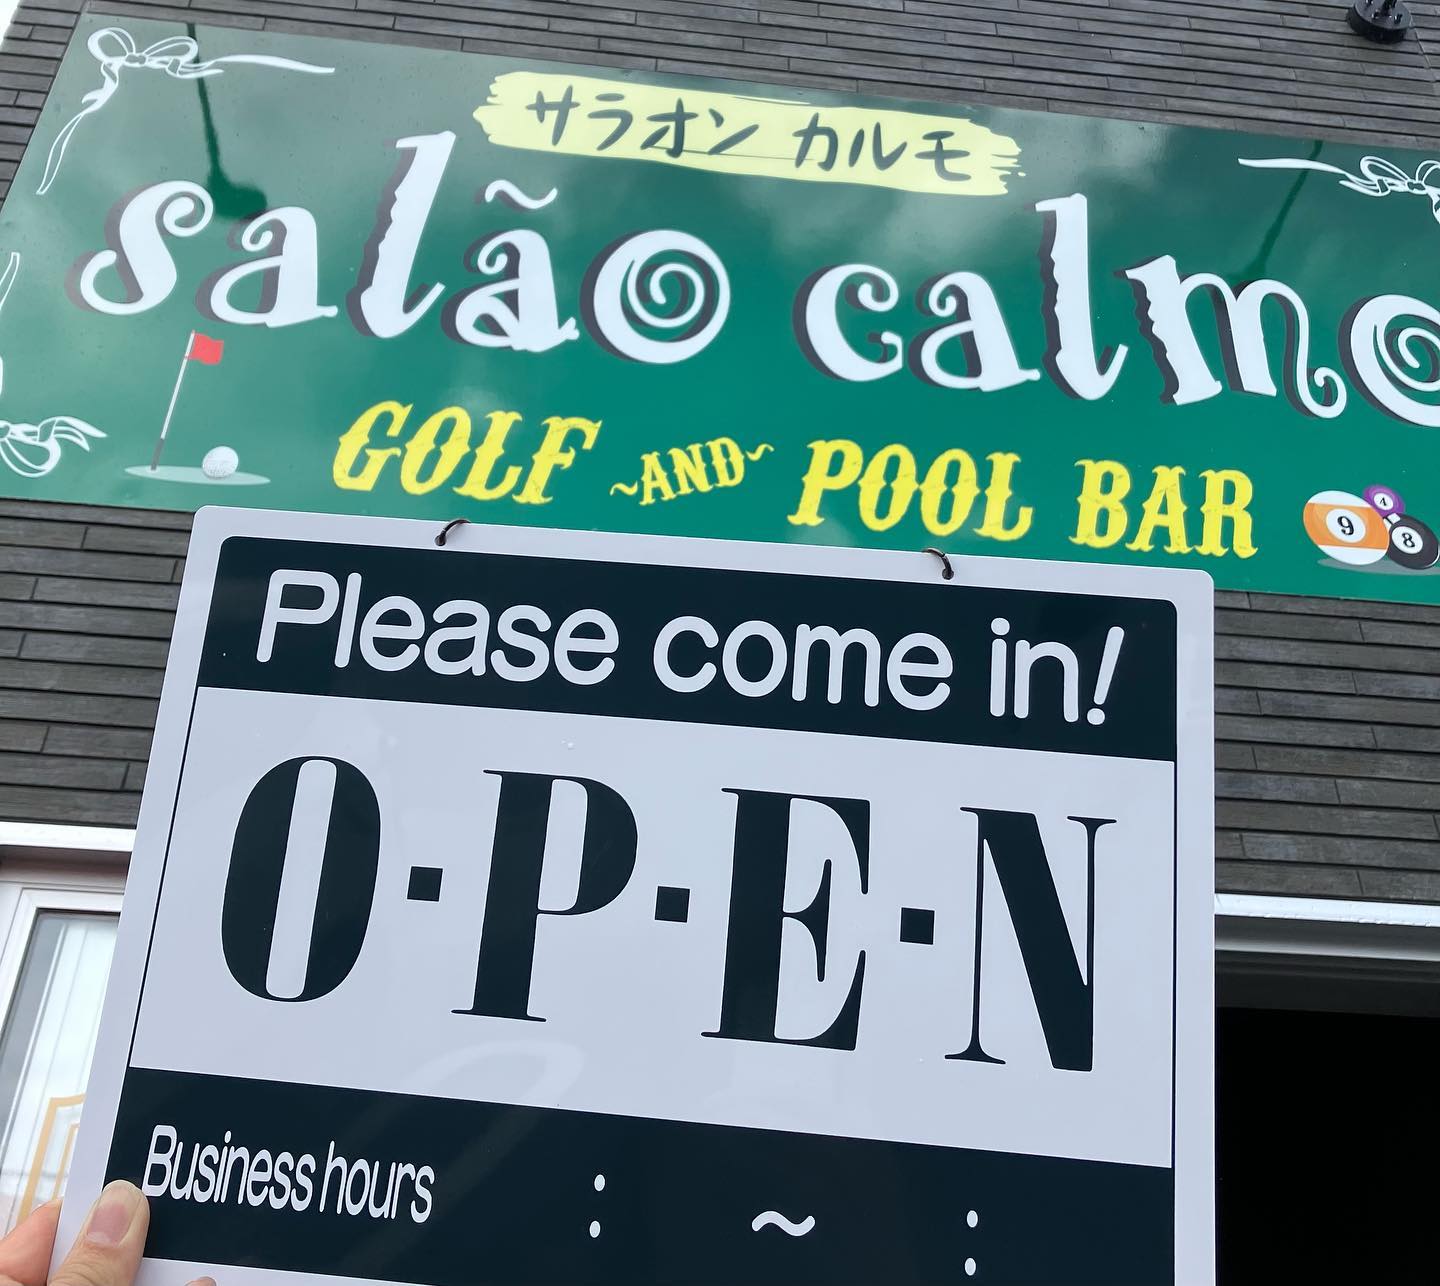 サラオン カルモ
salão calmo
GOLF ~AND~ POOL BAR
9 4 8
Please come in!
O·P·E·N
Business hours : ~ :